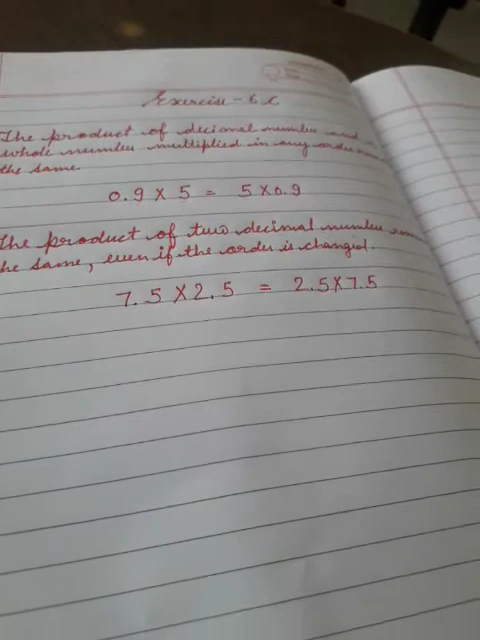 Exercise - 6 C
The product of decimal number and a
whole number multiplied in any order
the same.
0.9 X 5 = 5 X 0.9
The product of two decimal number
he same, even if the order is changed.
7.5 X 2.5 = 2.5 X 7.5